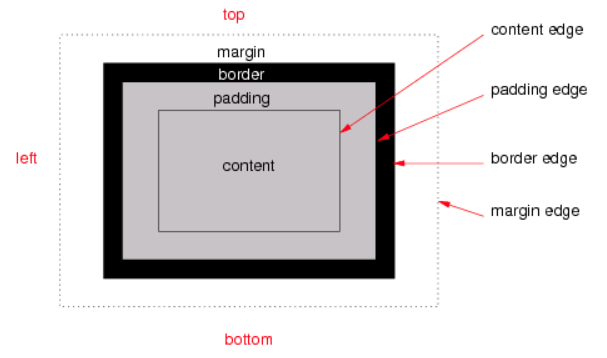 top
content edge
margin
border
padding edge
padding
left
content
border edge
margin edge
bottom